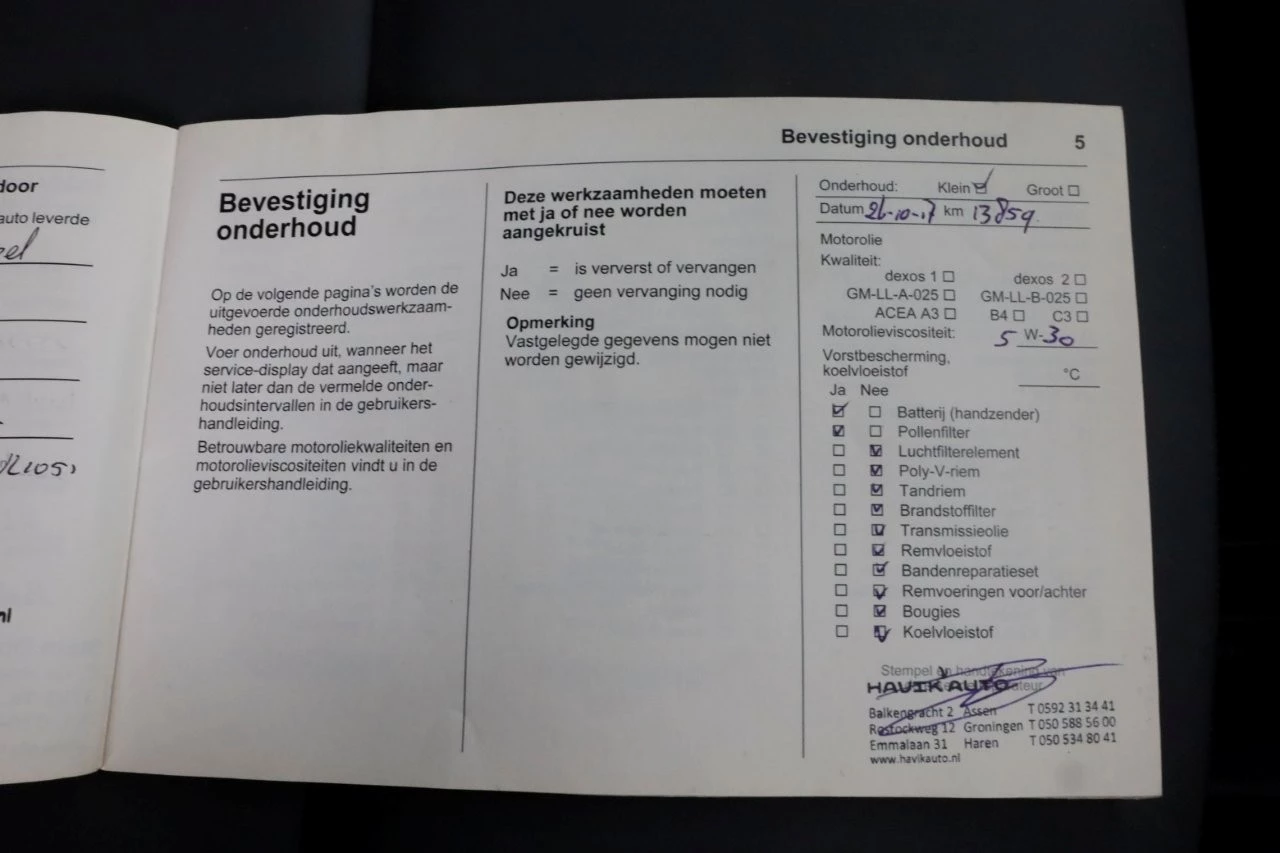 door
auto leverde
nl
Bevestiging onderhoud 5
Bevestiging
onderhoud
Op de volgende pagina's worden de
uitgevoerde onderhoudswerkzaam-
heden geregistreerd.
Voer onderhoud uit, wanneer het
service-display dat aangeeft, maar
niet later dan de vermelde onder-
houdsintervallen in de gebruikers-
handleiding.
Betrouwbare motoroliekwaliteiten en
motorolieviscositeiten vindt u in de
gebruikershandleiding.
Deze werkzaamheden moeten
met ja of nee worden
aangekruist
Ja = is ververst of vervangen
Nee = geen vervanging nodig
Opmerking
Vastgelegde gegevens mogen niet
worden gewijzigd.
Onderhoud: Klein Groot
Datum 26-10-17 km 13859
Motorolie
Kwaliteit:
dexos 1 dexos 2
GM-LL-A-025 GM-LL-B-025
ACEA A3 B4 C3
Motorolieviscositeit: 5 W-30
Vorstbescherming,
koelvloeistof °C
Ja Nee
Batterij (handzender)
Pollenfilter
Luchtfilterelement
Poly-V-riem
Tandriem
Brandstoffilter
Transmissieolie
Remvloeistof
Bandenreparatieset
Remvoeringen voor/achter
Bougies
Koelvloeistof
Stempel en handtekening van
HAVIK AUTO
Balkengracht 2 Assen T 0592 31 34 41
Rostockweg 12 Groningen T 050 588 56 00
Emmalaan 31 Haren T 050 534 80 41
www.havikauto.nl